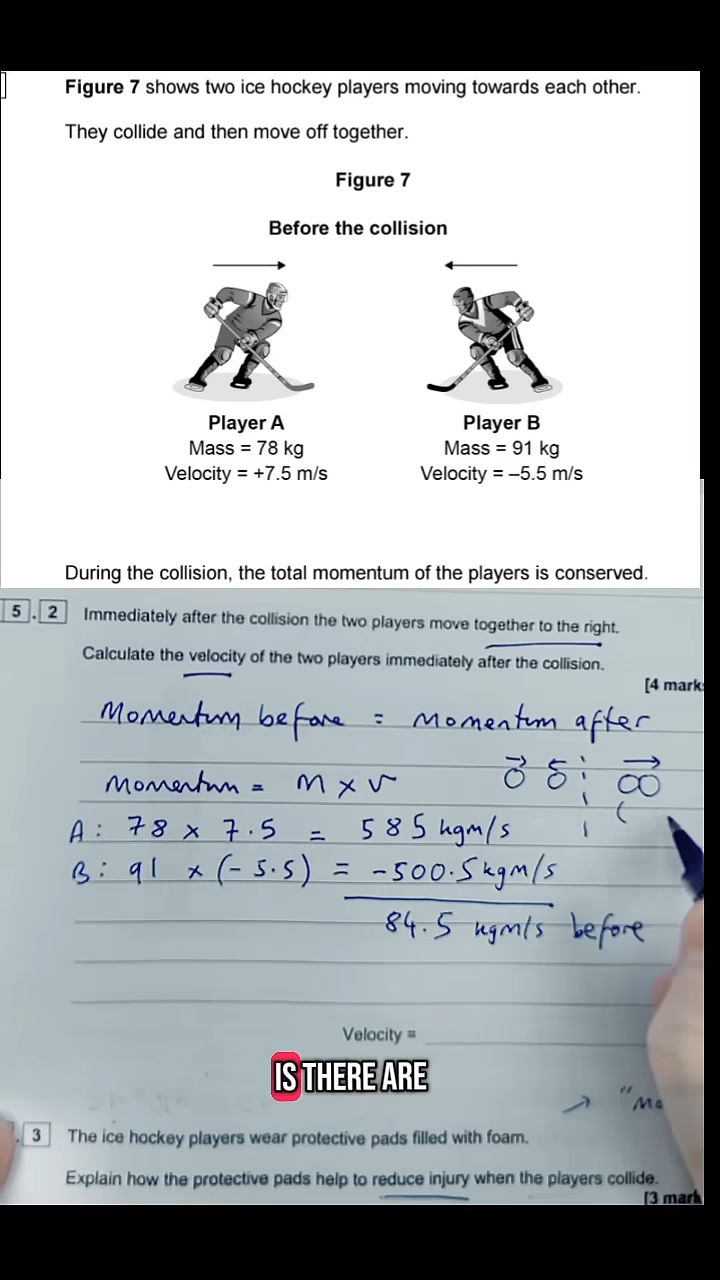 Figure 7 shows two ice hockey players moving towards each other.
They collide and then move off together.
Figure 7
Before the collision
Player A
Mass = 78 kg
Velocity = +7.5 m/s
Player B
Mass = 91 kg
Velocity = –5.5 m/s
During the collision, the total momentum of the players is conserved.
5 . 2 Immediately after the collision the two players move together to the right.
Calculate the velocity of the two players immediately after the collision.
[4 mark
Momentum before = Momentum after
Momentum = m x v
A: 78 x 7.5 = 585 kgm/s
B: 91 x (-5.5) = -500.5 kgm/s
84.5 kgm/s before
Velocity =
IS THERE ARE
. 3 The ice hockey players wear protective pads filled with foam.
Explain how the protective pads help to reduce injury when the players collide.
[3 mark